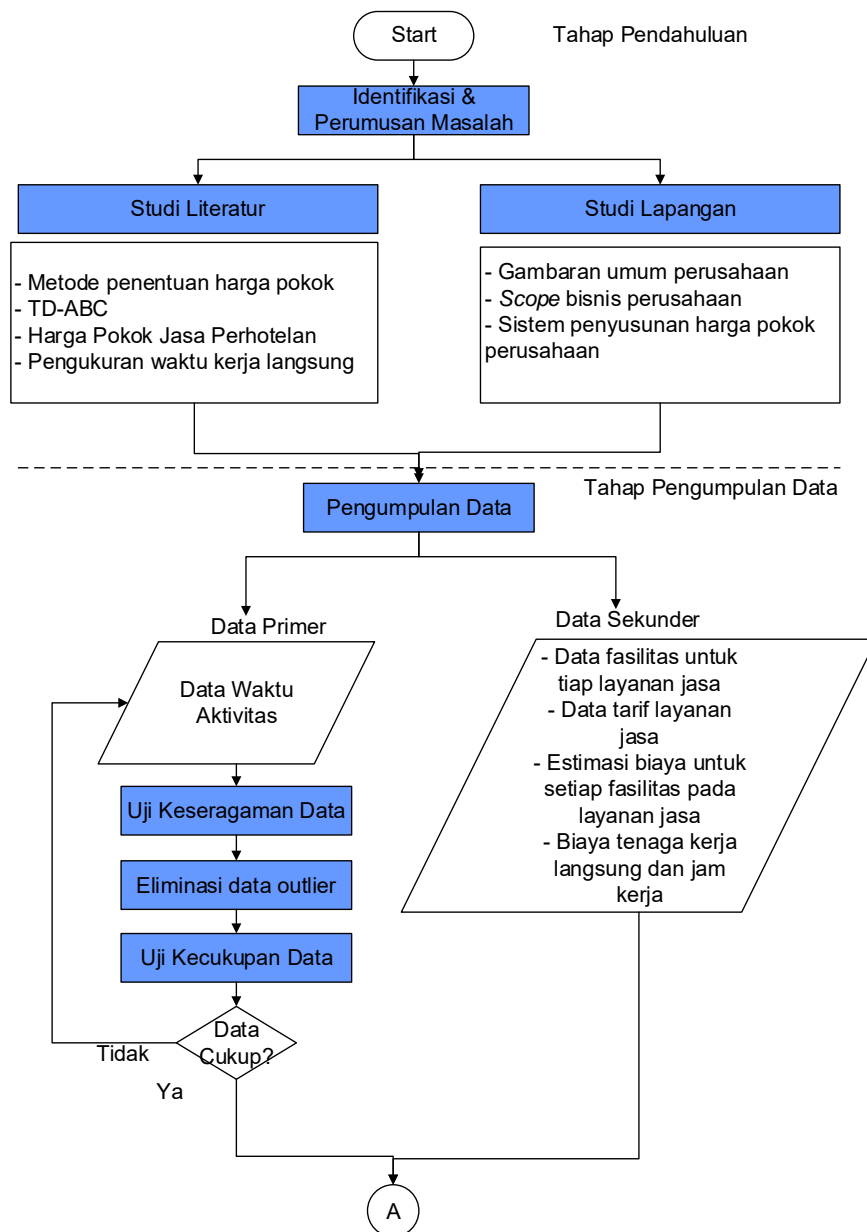 Start
Tahap Pendahuluan
Identifikasi &
Perumusan Masalah
Studi Literatur
Studi Lapangan
- Metode penentuan harga pokok
- TD-ABC
- Harga Pokok Jasa Perhotelan
- Pengukuran waktu kerja langsung
- Gambaran umum perusahaan
- Scope bisnis perusahaan
- Sistem penyusunan harga pokok
perusahaan
Tahap Pengumpulan Data
Pengumpulan Data
Data Primer
Data Sekunder
Data Waktu
Aktivitas
- Data fasilitas untuk
tiap layanan jasa
- Data tarif layanan
jasa
- Estimasi biaya untuk
setiap fasilitas pada
layanan jasa
- Biaya tenaga kerja
langsung dan jam
kerja
Uji Keseragaman Data
Eliminasi data outlier
Uji Kecukupan Data
Data
Cukup?
Tidak
Ya
A